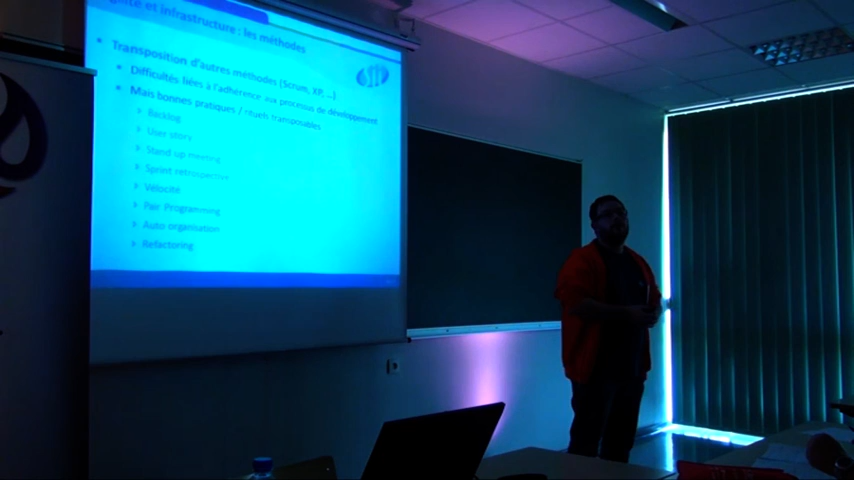 gilité et infrastructure : les méthodes
Transposition d'autres méthodes (Scrum, XP, ...)
Difficultés liées à l'adhérence aux processus de développement
Mais bonnes pratiques / rituels transposables
Backlog
User story
Stand up meeting
Sprint retrospective
Vélocité
Pair Programming
Auto organisation
Refactoring